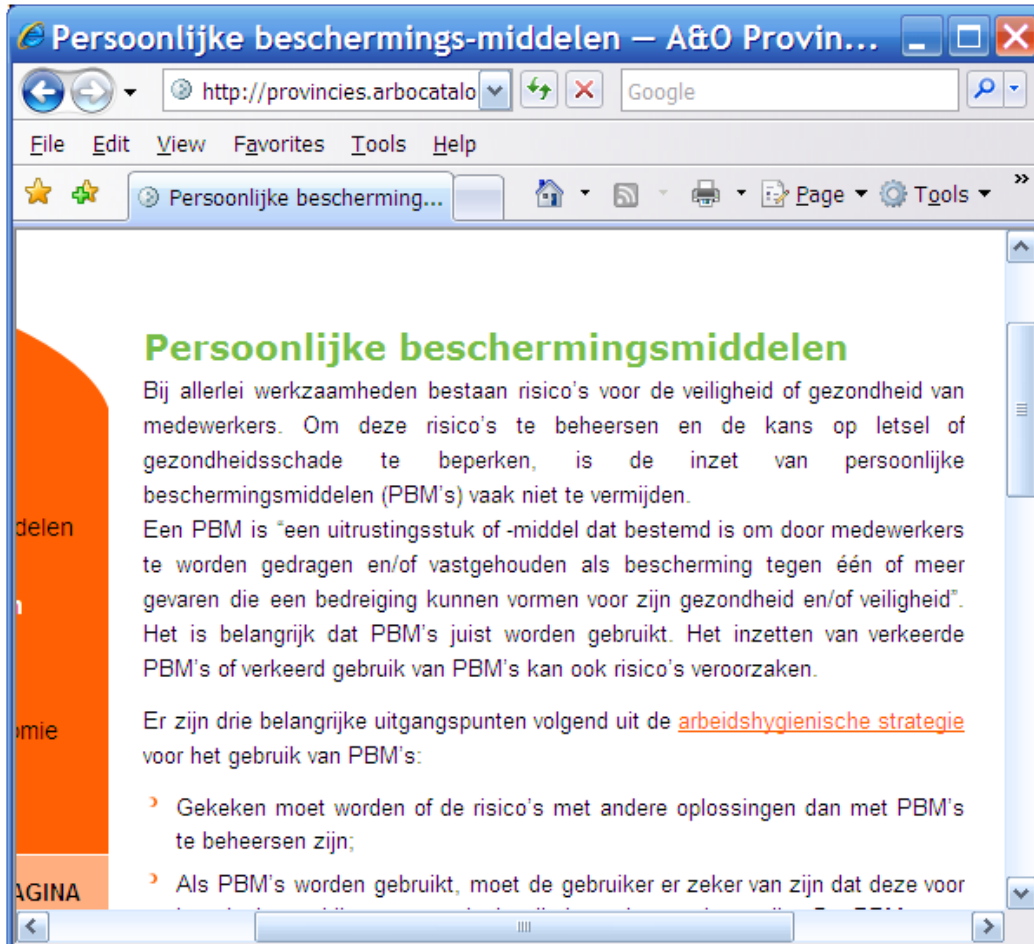 Persoonlijke beschermings-middelen — A&O Provin...
http://provincies.arbocatalo
Google
File Edit View Favorites Tools Help
Persoonlijke bescherming...
Page Tools »
Persoonlijke beschermingsmiddelen
Bij allerlei werkzaamheden bestaan risico's voor de veiligheid of gezondheid van
medewerkers. Om deze risico's te beheersen en de kans op letsel of
gezondheidsschade te beperken, is de inzet van persoonlijke
beschermingsmiddelen (PBM's) vaak niet te vermijden.
delen
Een PBM is “een uitrustingsstuk of -middel dat bestemd is om door medewerkers
te worden gedragen en/of vastgehouden als bescherming tegen één of meer
gevaren die een bedreiging kunnen vormen voor zijn gezondheid en/of veiligheid”.
Het is belangrijk dat PBM's juist worden gebruikt. Het inzetten van verkeerde
PBM's of verkeerd gebruik van PBM's kan ook risico's veroorzaken.
Er zijn drie belangrijke uitgangspunten volgend uit de arbeidshygienische strategie
omie
voor het gebruik van PBM's:
Gekeken moet worden of de risico's met andere oplossingen dan met PBM's
te beheersen zijn;
AGINA
Als PBM's worden gebruikt, moet de gebruiker er zeker van zijn dat deze voor